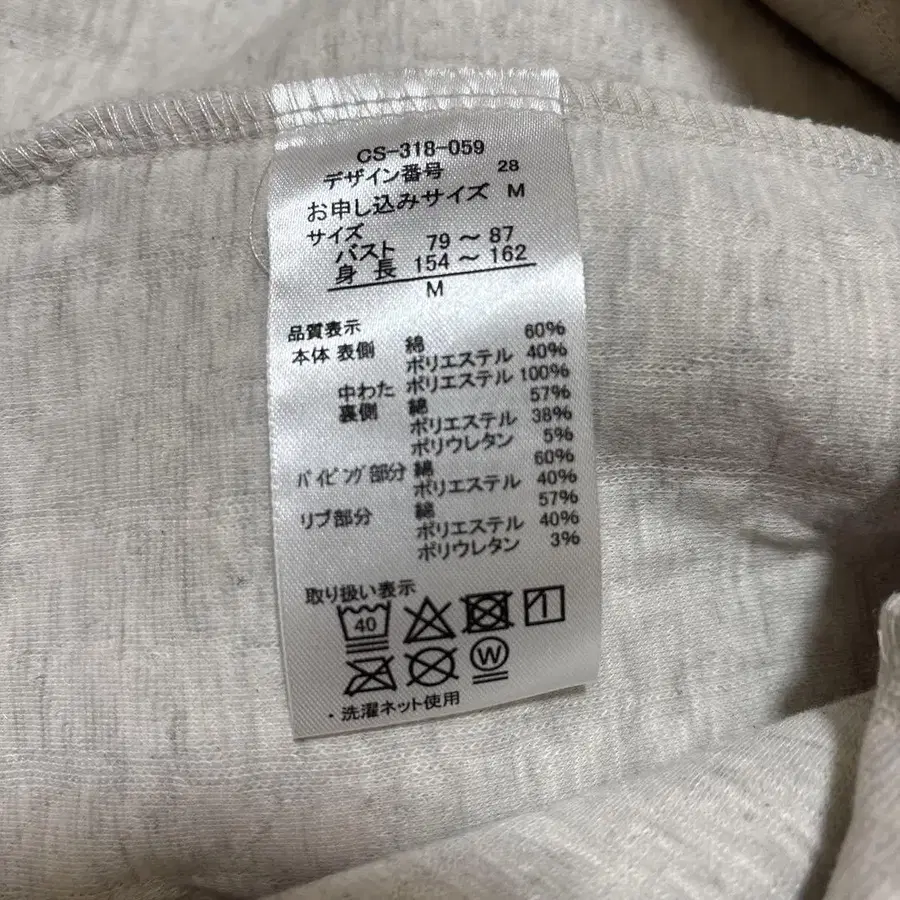 CS-318-059
デザイン番号 28
お申し込みサイズ M
サイズ
バスト 79～87
身長 154～162
M
品質表示
本体 表側 綿 60%
ポリエステル 40%
中わた ポリエステル 100%
裏側 綿 57%
ポリエステル 38%
ポリウレタン 5%
パイピング部分 綿 60%
ポリエステル 40%
リブ部分 綿 57%
ポリエステル 40%
ポリウレタン 3%
取り扱い表示
40
W
・洗濯ネット使用